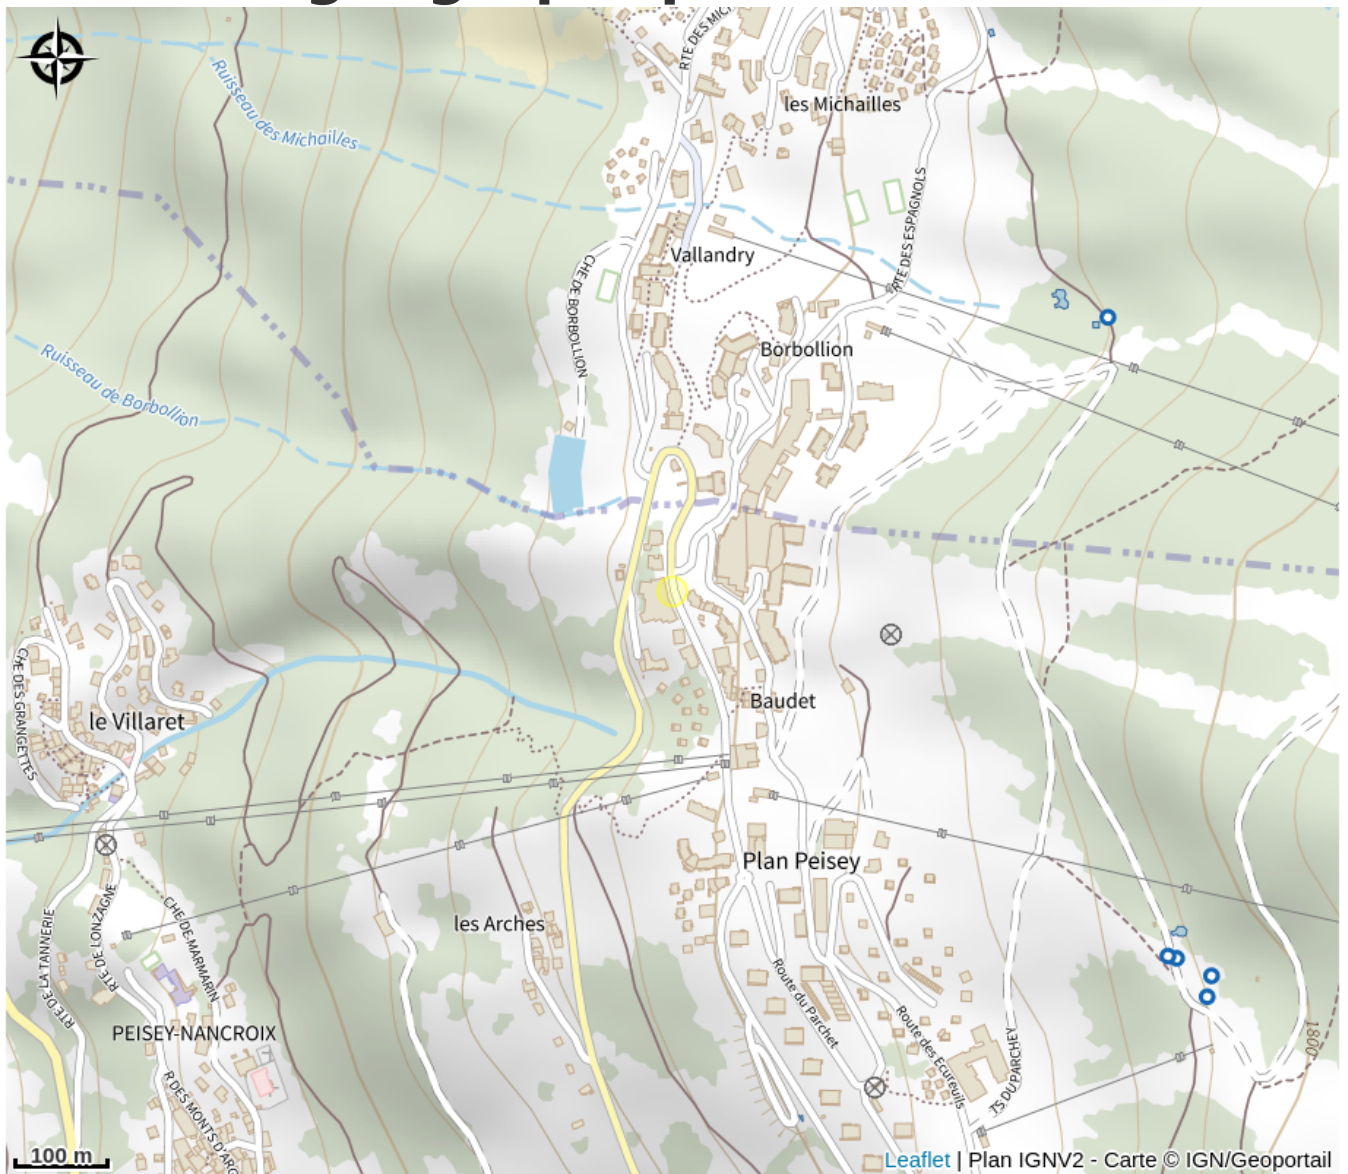 RTE DES MICH
les Michailles
Ruisseau des Michailles
RTE DES ESPAGNOLS
Vallandry
CHE DE BORBOLLION
Borbollion
Ruisseau de Borbollion
CHE DES GRANGETTES
le Villaret
Baudet
Plan Peisey
les Arches
CHE DE MARMARIN
RTE DE LONZAGNE
RTE DE LA TANNERIE
PEISEY-NANCROIX
R DES MONTS D'ARG
Route du Parchet
Route des Ecureuils
TS DU PARCHEY
1800
100 m
Leaflet | Plan IGNV2 - Carte © IGN/Geoportail